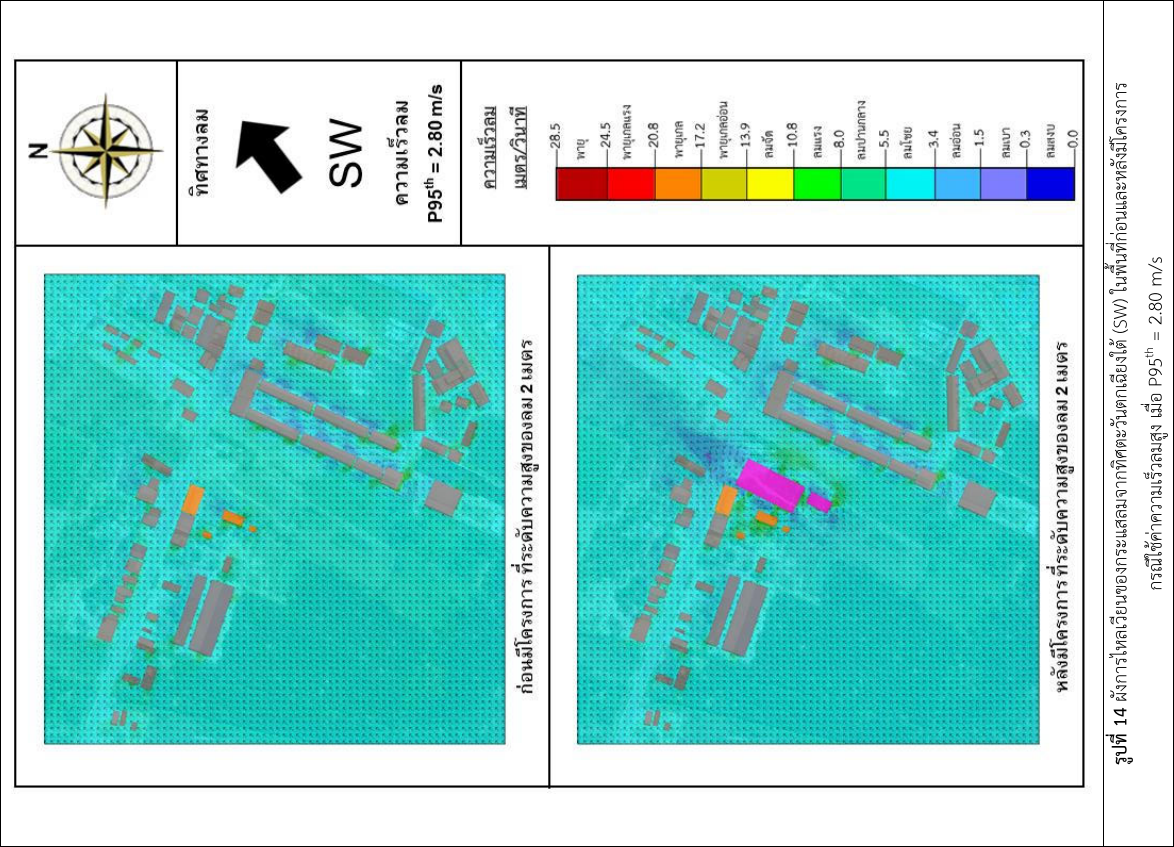 N
ทิศทางลม
SW
ความเร็วลม
P95th = 2.80 m/s
ความเร็วลม
เมตร/วินาที
28.5
พายุ
24.5
พายุเกลแรง
20.8
พายุเกล
17.2
พายุเกลอ่อน
13.9
ลมจัด
10.8
ลมแรง
8.0
ลมปานกลาง
5.5
ลมโชย
3.4
ลมอ่อน
1.5
ลมเบา
0.3
ลมสงบ
0.0
ก่อนมีโครงการ ที่ระดับความสูงของลม 2 เมตร
หลังมีโครงการ ที่ระดับความสูงของลม 2 เมตร
รูปที่ 14 ผังการไหลเวียนของกระแสลมจากทิศตะวันตกเฉียงใต้ (SW) ในพื้นที่ก่อนและหลังมีโครงการ
กรณีใช้ค่าความเร็วลมสูง เมื่อ P95th = 2.80 m/s